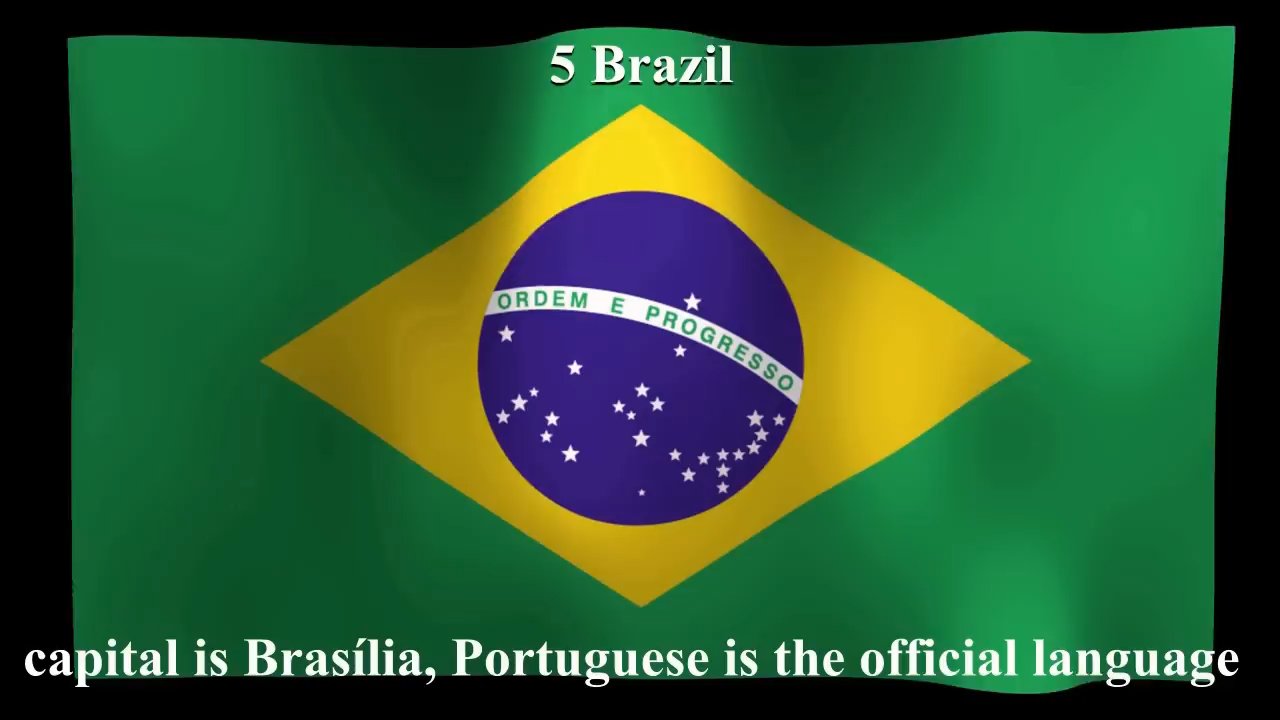 5 Brazil
ORDEM E PROGRESSO
capital is Brasília, Portuguese is the official language